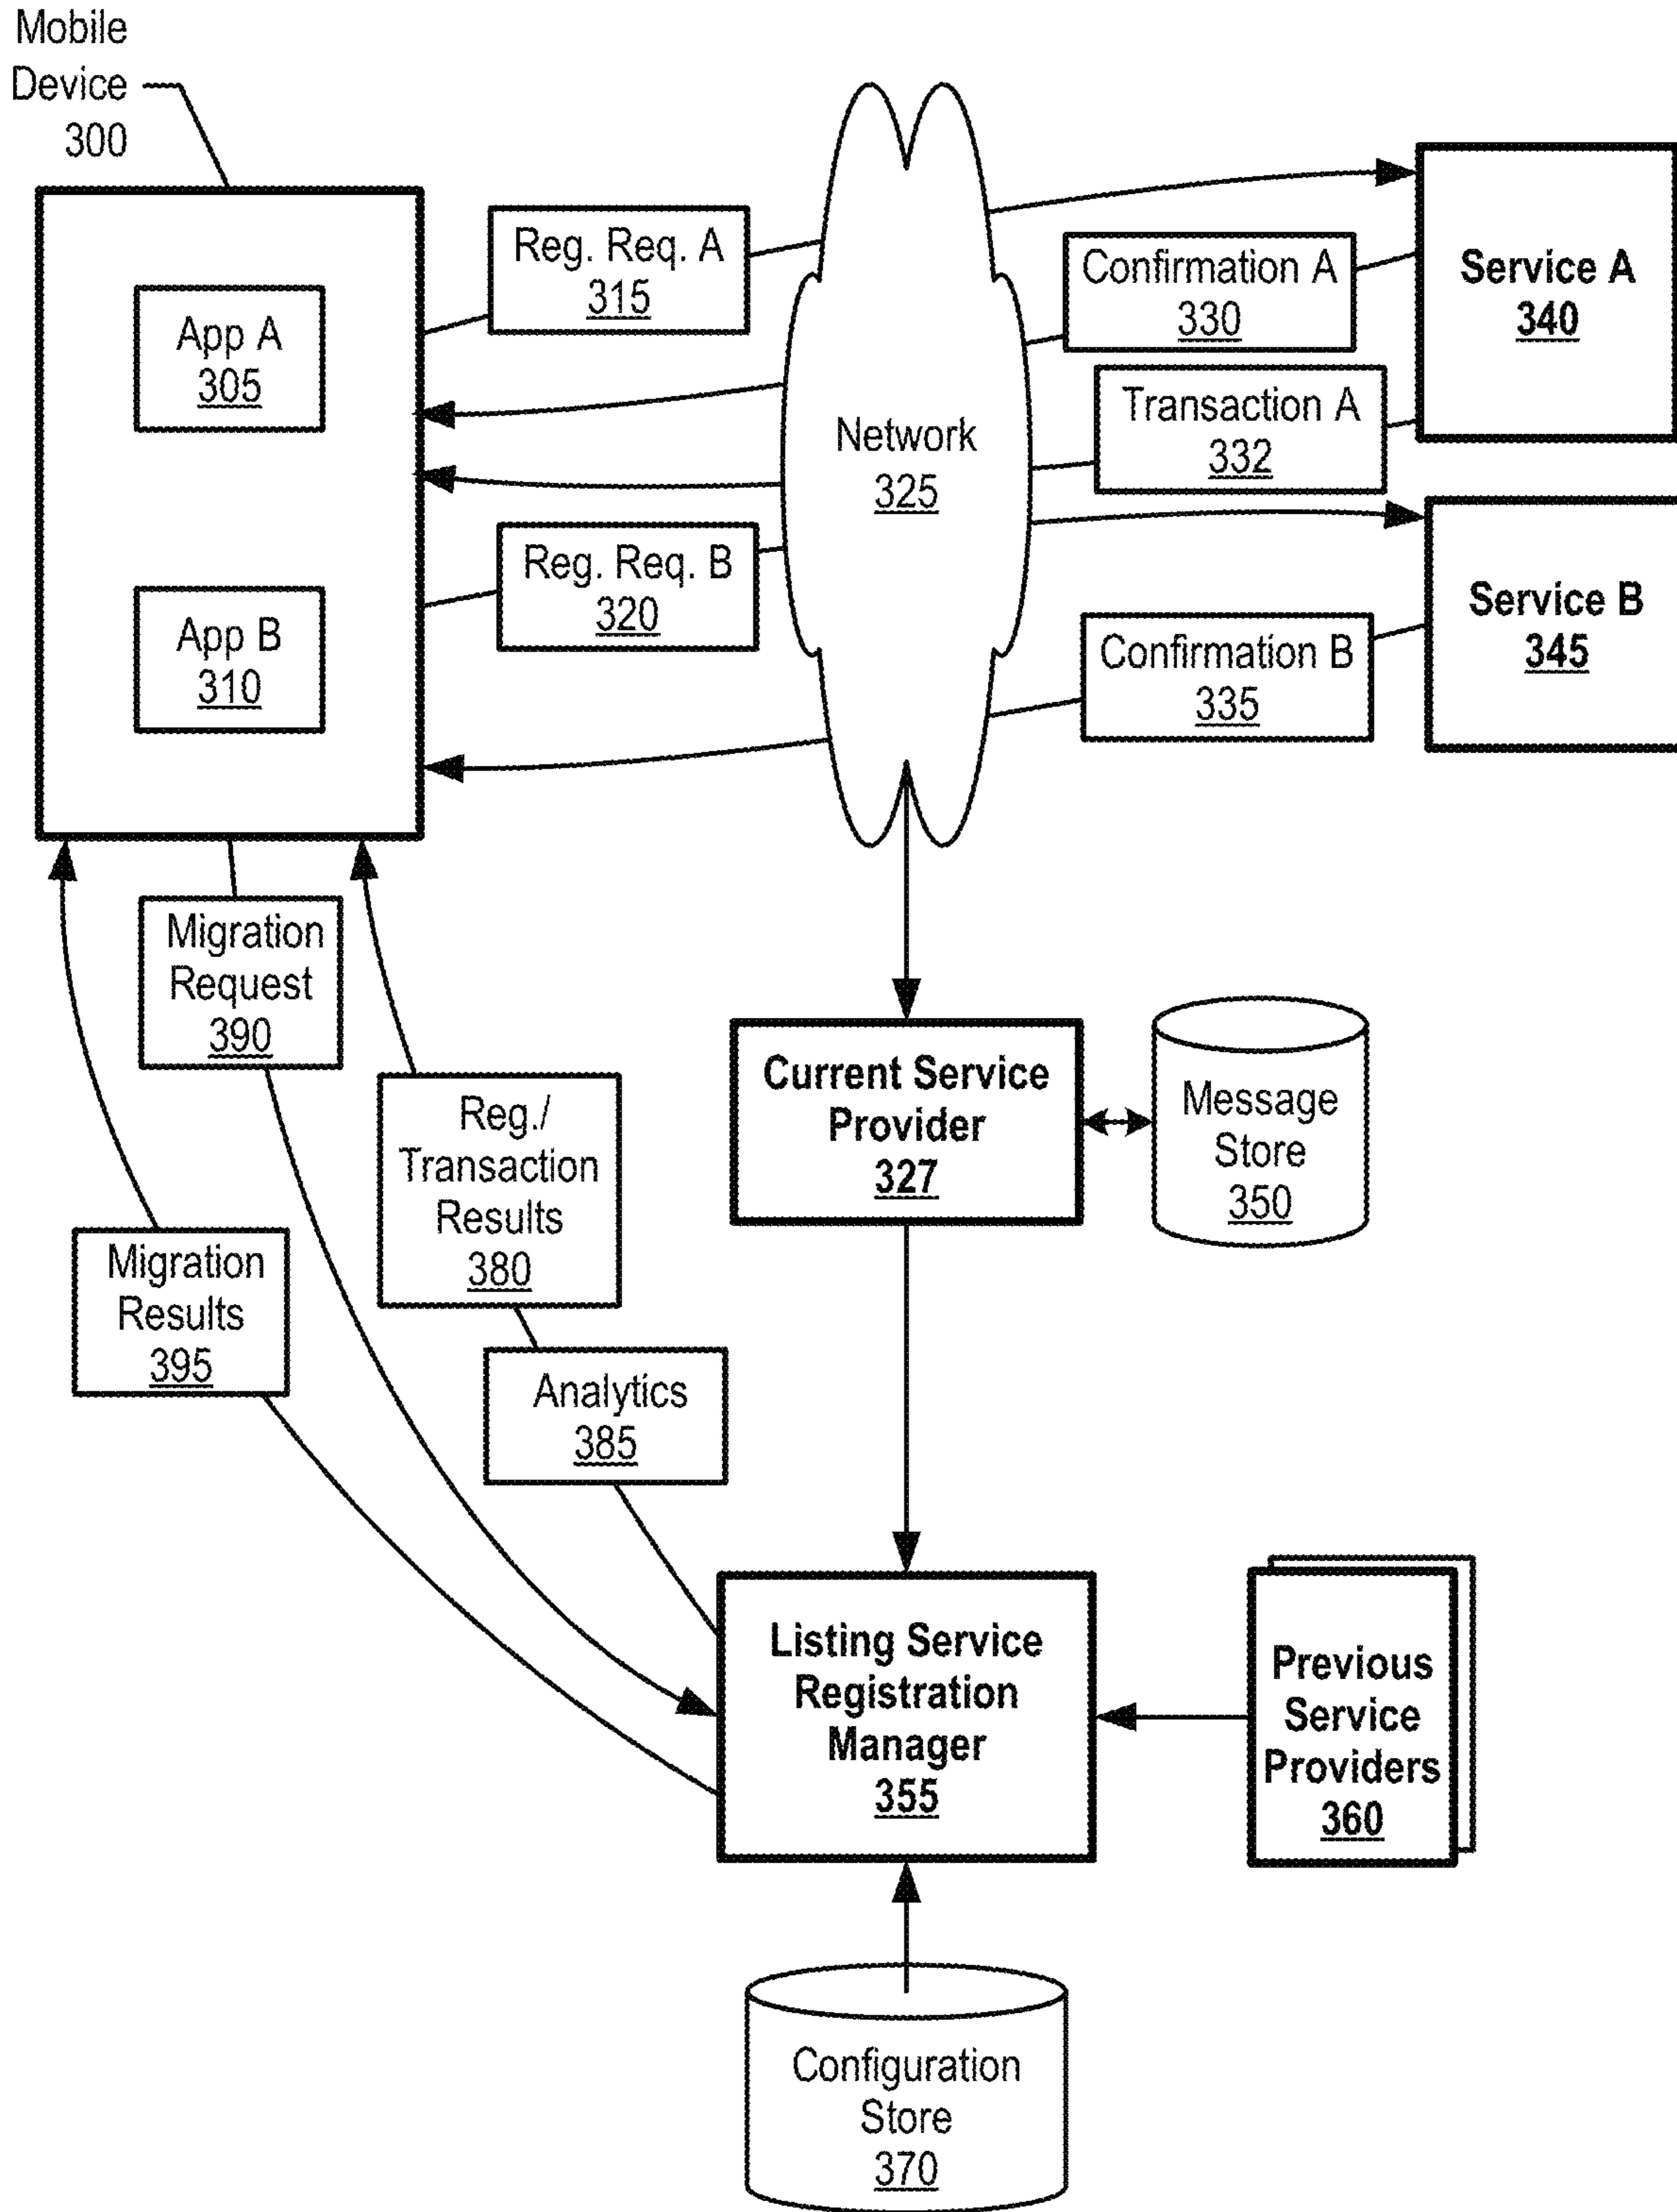 Mobile
Device
300
App A
305
App B
310
Reg. Req. A
315
Reg. Req. B
320
Network
325
Confirmation A
330
Transaction A
332
Confirmation B
335
Service A
340
Service B
345
Migration
Request
390
Reg./
Transaction
Results
380
Migration
Results
395
Analytics
385
Current Service
Provider
327
Message
Store
350
Listing Service
Registration
Manager
355
Previous
Service
Providers
360
Configuration
Store
370